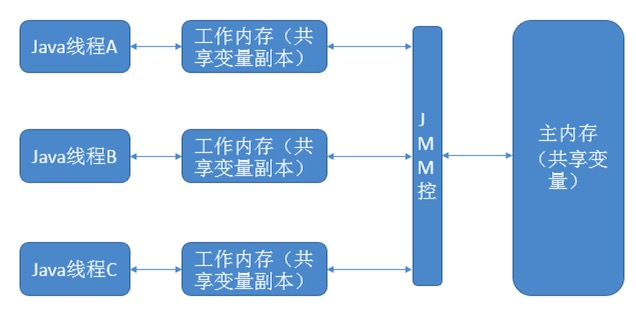 Java线程A
工作内存（共
享变量副本）
Java线程B
工作内存（共
享变量副本）
Java线程C
工作内存（共
享变量副本）
J
M
M
控
主内存
（共享变
量）